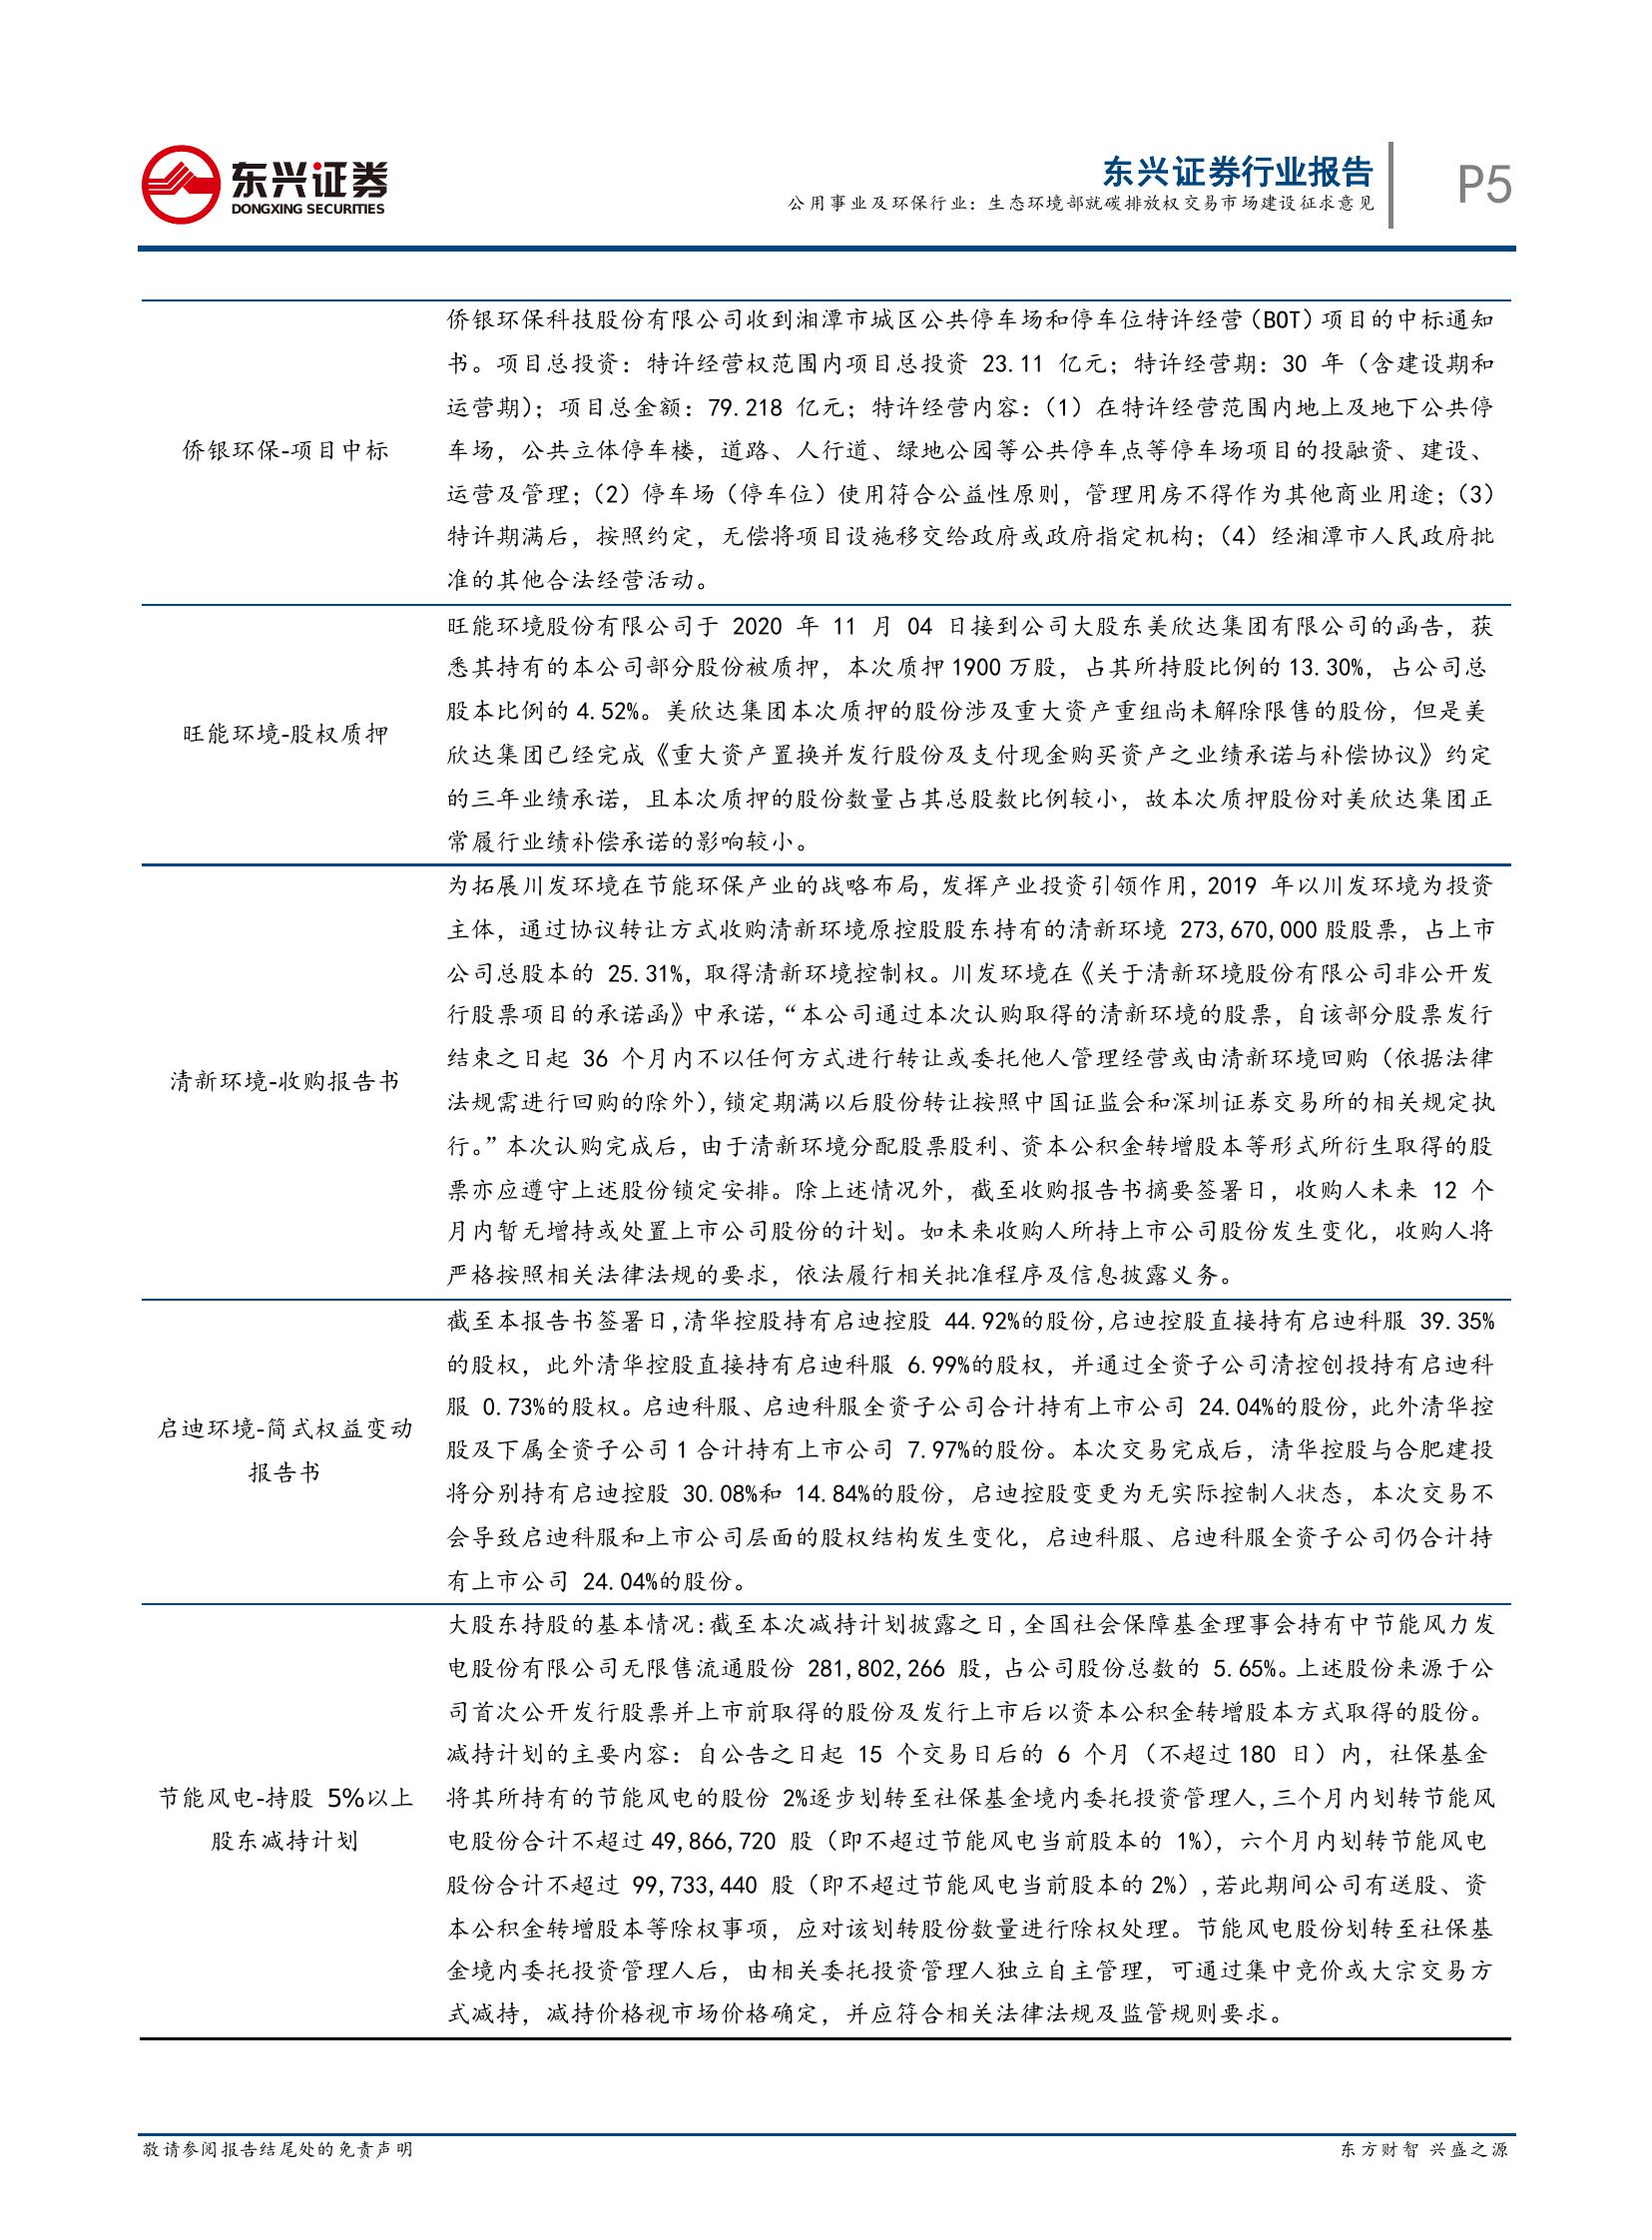 东兴证券
DONGXING SECURITIES
东兴证券行业报告
公用事业及环保行业：生态环境部就碳排放权交易市场建设征求意见
P5
侨银环保-项目中标
侨银环保科技股份有限公司收到湘潭市城区公共停车场和停车位特许经营（BOT）项目的中标通知
书。项目总投资：特许经营权范围内项目总投资 23.11 亿元；特许经营期：30 年（含建设期和
运营期）；项目总金额：79.218 亿元；特许经营内容：（1）在特许经营范围内地上及地下公共停
车场，公共立体停车楼，道路、人行道、绿地公园等公共停车点等停车场项目的投融资、建设、
运营及管理；（2）停车场（停车位）使用符合公益性原则，管理用房不得作为其他商业用途；（3）
特许期满后，按照约定，无偿将项目设施移交给政府或政府指定机构；（4）经湘潭市人民政府批
准的其他合法经营活动。
旺能环境-股权质押
旺能环境股份有限公司于 2020 年 11 月 04 日接到公司大股东美欣达集团有限公司的函告，获
悉其持有的本公司部分股份被质押，本次质押1900万股，占其所持股比例的13.30%，占公司总
股本比例的4.52%。美欣达集团本次质押的股份涉及重大资产重组尚未解除限售的股份，但是美
欣达集团已经完成《重大资产置换并发行股份及支付现金购买资产之业绩承诺与补偿协议》约定
的三年业绩承诺，且本次质押的股份数量占其总股数比例较小，故本次质押股份对美欣达集团正
常履行业绩补偿承诺的影响较小。
清新环境-收购报告书
为拓展川发环境在节能环保产业的战略布局，发挥产业投资引领作用，2019 年以川发环境为投资
主体，通过协议转让方式收购清新环境原控股股东持有的清新环境 273,670,000股股票，占上市
公司总股本的 25.31%，取得清新环境控制权。川发环境在《关于清新环境股份有限公司非公开发
行股票项目的承诺函》中承诺，“本公司通过本次认购取得的清新环境的股票，自该部分股票发行
结束之日起 36 个月内不以任何方式进行转让或委托他人管理经营或由清新环境回购（依据法律
法规需进行回购的除外），锁定期满以后股份转让按照中国证监会和深圳证券交易所的相关规定执
行。”本次认购完成后，由于清新环境分配股票股利、资本公积金转增股本等形式所衍生取得的股
票亦应遵守上述股份锁定安排。除上述情况外，截至收购报告书摘要签署日，收购人未来 12 个
月内暂无增持或处置上市公司股份的计划。如未来收购人所持上市公司股份发生变化，收购人将
严格按照相关法律法规的要求，依法履行相关批准程序及信息披露义务。
启迪环境-简式权益变动
报告书
截至本报告书签署日,清华控股持有启迪控股 44.92%的股份,启迪控股直接持有启迪科服 39.35%
的股权，此外清华控股直接持有启迪科服 6.99%的股权，并通过全资子公司清控创投持有启迪科
服 0.73%的股权。启迪科服、启迪科服全资子公司合计持有上市公司 24.04%的股份，此外清华控
股及下属全资子公司1合计持有上市公司 7.97%的股份。本次交易完成后，清华控股与合肥建投
将分别持有启迪控股 30.08%和 14.84%的股份，启迪控股变更为无实际控制人状态，本次交易不
会导致启迪科服和上市公司层面的股权结构发生变化，启迪科服、启迪科服全资子公司仍合计持
有上市公司 24.04%的股份。
节能风电-持股 5%以上
股东减持计划
大股东持股的基本情况:截至本次减持计划披露之日,全国社会保障基金理事会持有中节能风力发
电股份有限公司无限售流通股份 281,802,266 股，占公司股份总数的 5.65%。上述股份来源于公
司首次公开发行股票并上市前取得的股份及发行上市后以资本公积金转增股本方式取得的股份。
减持计划的主要内容：自公告之日起 15 个交易日后的 6 个月（不超过180 日）内，社保基金
将其所持有的节能风电的股份 2%逐步划转至社保基金境内委托投资管理人,三个月内划转节能风
电股份合计不超过49,866,720 股（即不超过节能风电当前股本的 1%），六个月内划转节能风电
股份合计不超过 99,733,440 股（即不超过节能风电当前股本的2%）,若此期间公司有送股、资
本公积金转增股本等除权事项，应对该划转股份数量进行除权处理。节能风电股份划转至社保基
金境内委托投资管理人后，由相关委托投资管理人独立自主管理，可通过集中竞价或大宗交易方
式减持，减持价格视市场价格确定，并应符合相关法律法规及监管规则要求。
敬请参阅报告结尾处的免责声明
东方财智 兴盛之源